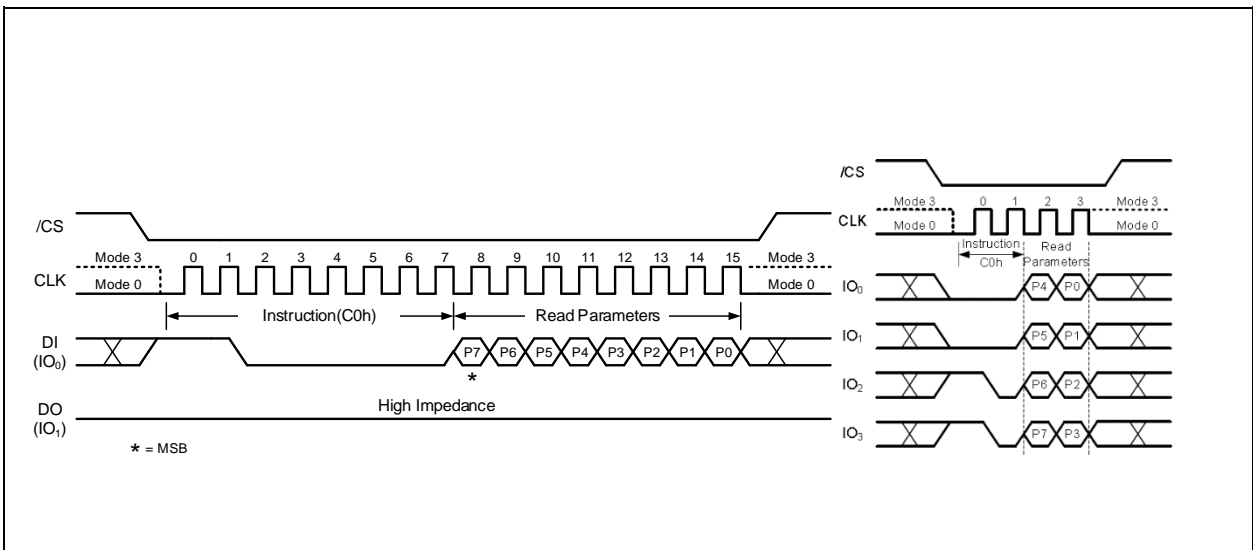 /CS
Mode 3 0 1 2 3 4 5 6 7 8 9 10 11 12 13 14 15 Mode 3
CLK
Mode 0 Mode 0
Instruction(C0h) Read Parameters
DI
(IO₀)
P7 P6 P5 P4 P3 P2 P1 P0
*
DO
(IO₁)
High Impedance
* = MSB
/CS
Mode 3 0 1 2 3 Mode 3
CLK
Mode 0 Mode 0
Instruction Read
C0h Parameters
IO₀ P4 P0
IO₁ P5 P1
IO₂ P6 P2
IO₃ P7 P3